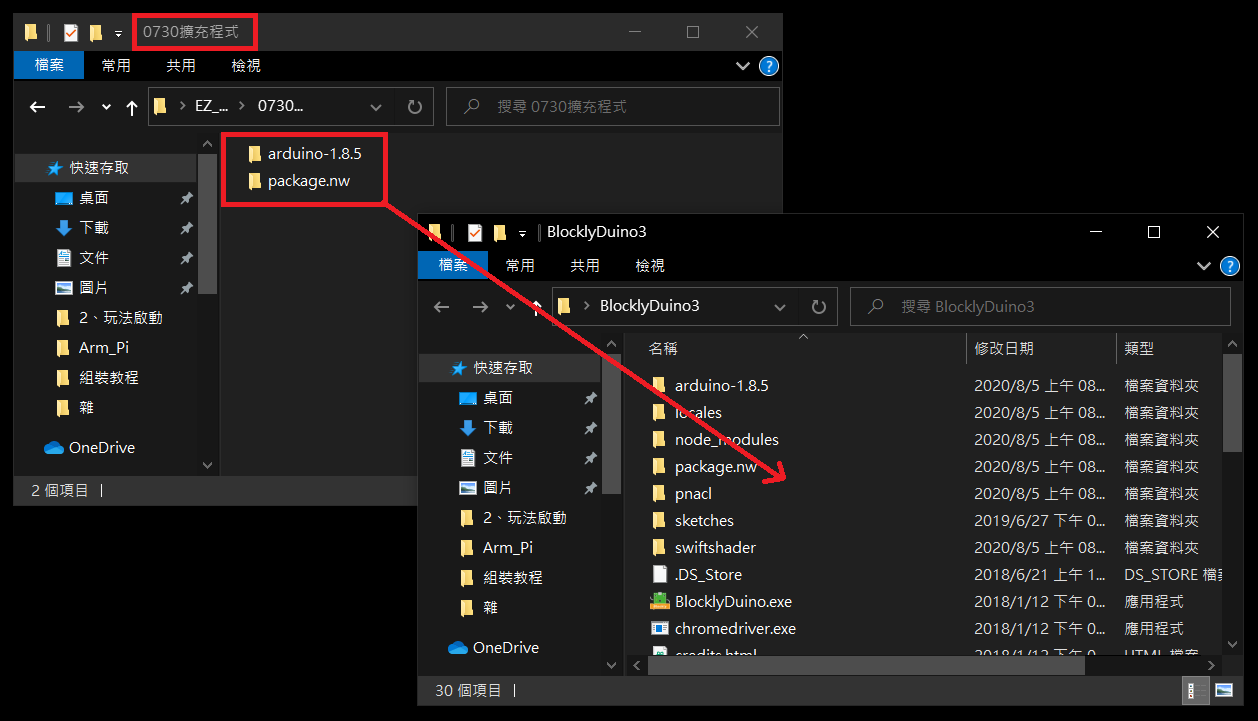 0730擴充程式
檔案 常用 共用 檢視
EZ_... 0730... 搜尋 0730擴充程式
快速存取
桌面
下載
文件
圖片
2、玩法啟動
Arm_Pi
組裝教程
雜
OneDrive
arduino-1.8.5
package.nw
2 個項目
BlocklyDuino3
檔案 常用 共用 檢視
BlocklyDuino3 搜尋 BlocklyDuino3
快速存取
桌面
下載
文件
圖片
2、玩法啟動
Arm_Pi
組裝教程
雜
OneDrive
名稱 修改日期 類型
arduino-1.8.5 2020/8/5 上午 08... 檔案資料夾
locales 2020/8/5 上午 08... 檔案資料夾
node_modules 2020/8/5 上午 08... 檔案資料夾
package.nw 2020/8/5 上午 08... 檔案資料夾
pnacl 2020/8/5 上午 08... 檔案資料夾
sketches 2019/6/27 下午 0... 檔案資料夾
swiftshader 2020/8/5 上午 08... 檔案資料夾
.DS_Store 2018/6/21 上午 1... DS_STORE 檔案
BlocklyDuino.exe 2018/1/12 下午 0... 應用程式
chromedriver.exe 2018/1/12 下午 0... 應用程式
credits.html 2018/1/12 下午 0... HTML 檔案
30 個項目